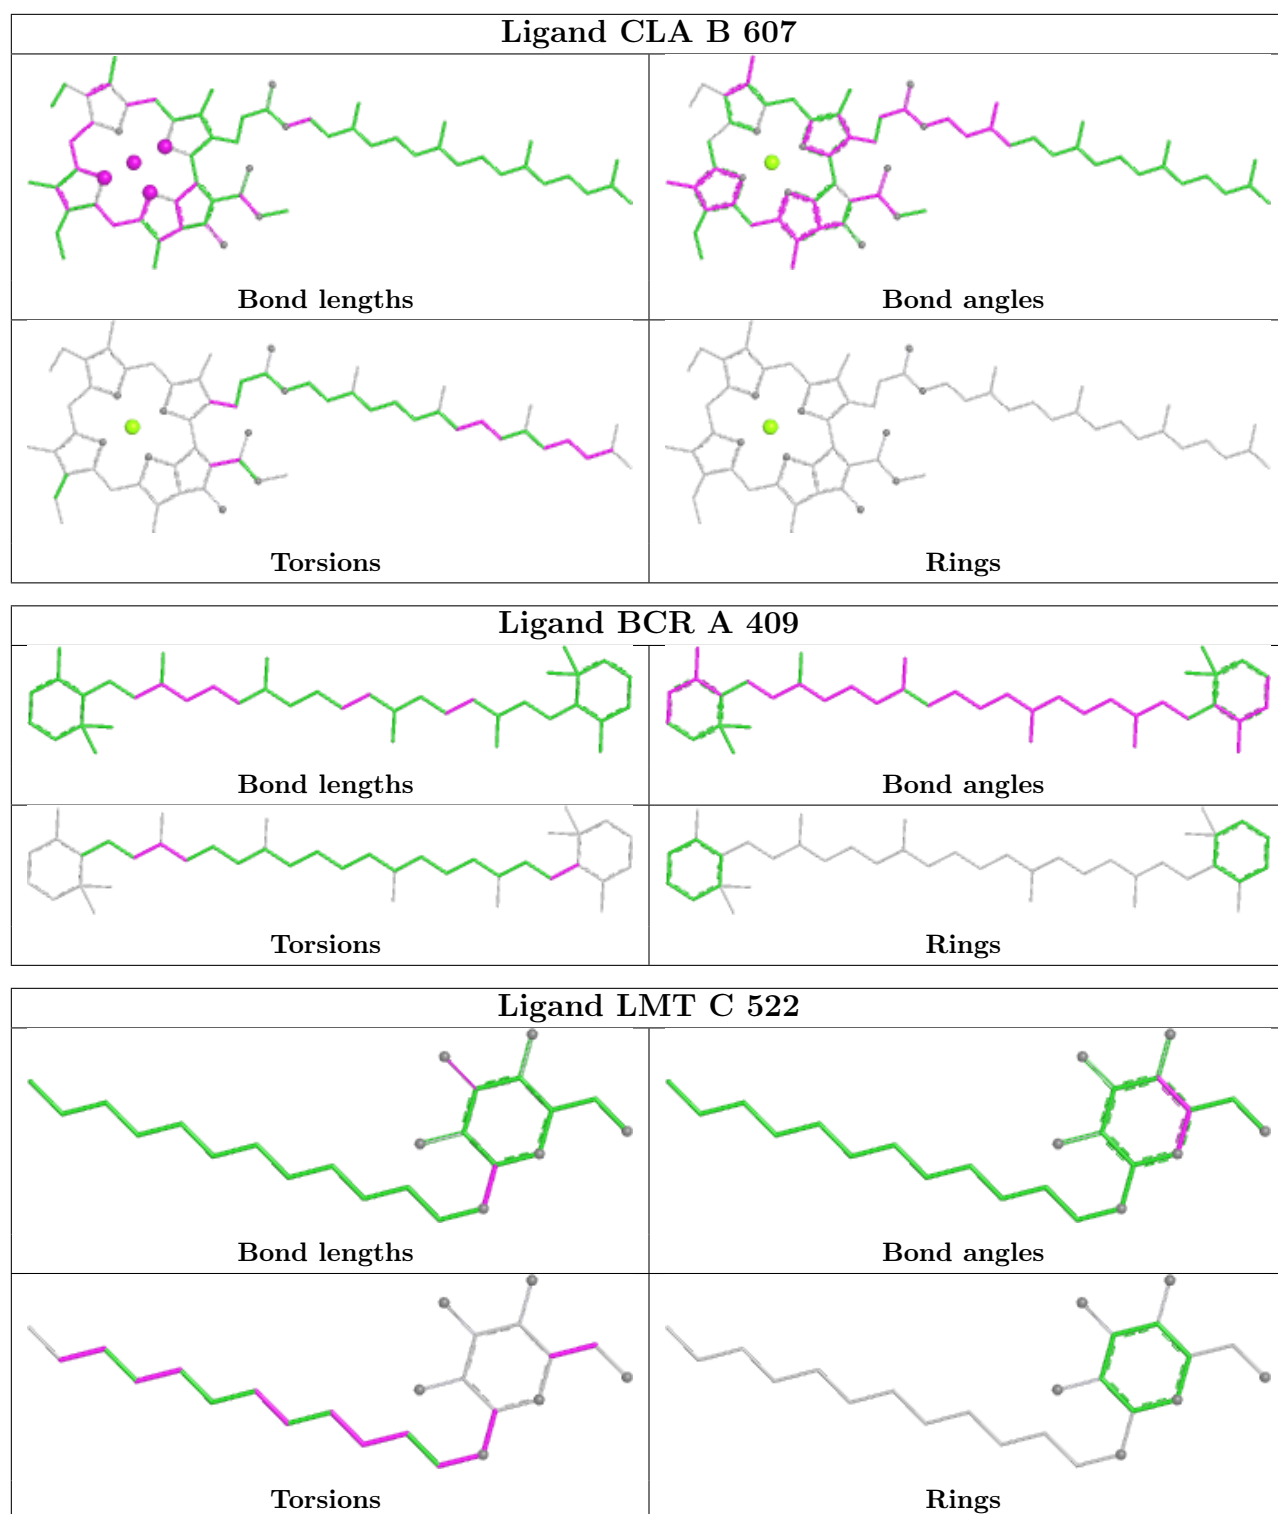 Ligand CLA B 607
Bond lengths
Bond angles
Torsions
Rings
Ligand BCR A 409
Bond lengths
Bond angles
Torsions
Rings
Ligand LMT C 522
Bond lengths
Bond angles
Torsions
Rings